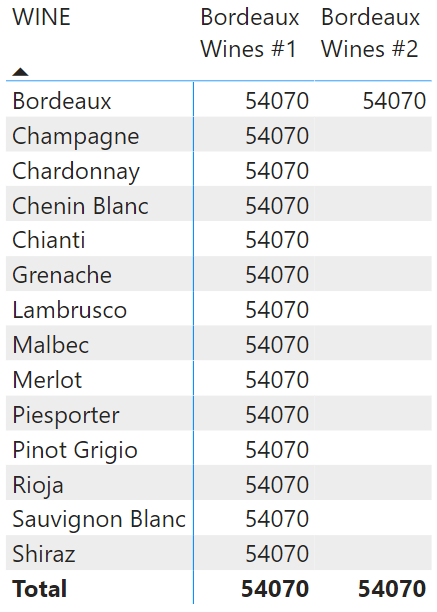 WINE Bordeaux Bordeaux
Wines #1 Wines #2
Bordeaux 54070 54070
Champagne 54070
Chardonnay 54070
Chenin Blanc 54070
Chianti 54070
Grenache 54070
Lambrusco 54070
Malbec 54070
Merlot 54070
Piesporter 54070
Pinot Grigio 54070
Rioja 54070
Sauvignon Blanc 54070
Shiraz 54070
Total 54070 54070